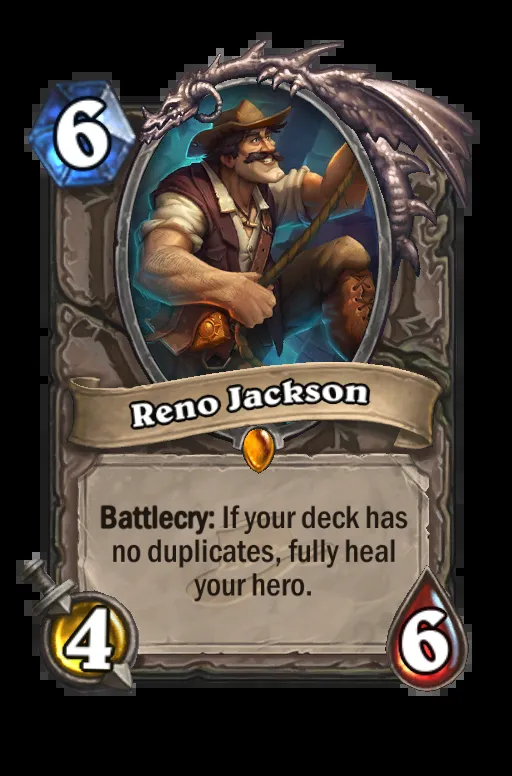 6
Reno Jackson
Battlecry: If your deck has
no duplicates, fully heal
your hero.
4
6